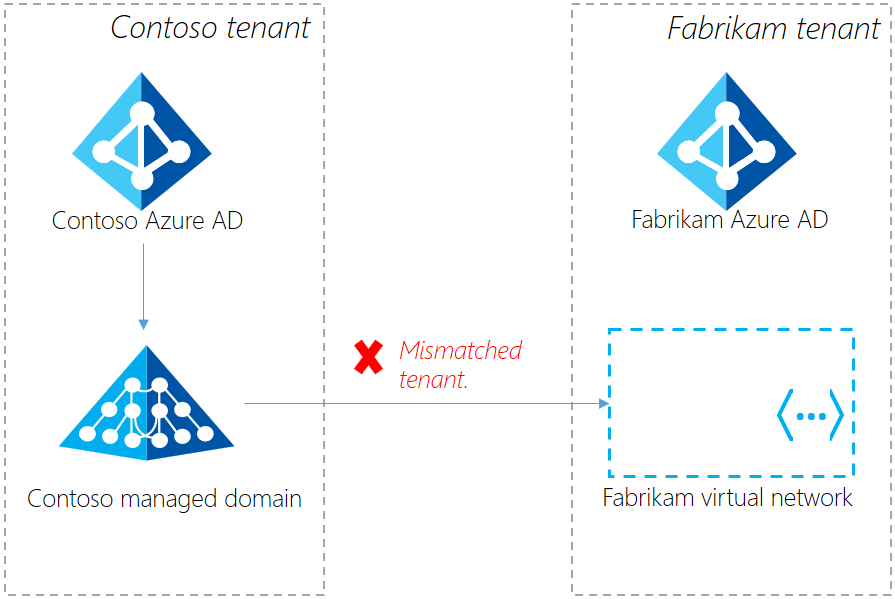 Contoso tenant
Fabrikam tenant
Contoso Azure AD
Fabrikam Azure AD
Mismatched
tenant.
Contoso managed domain
Fabrikam virtual network